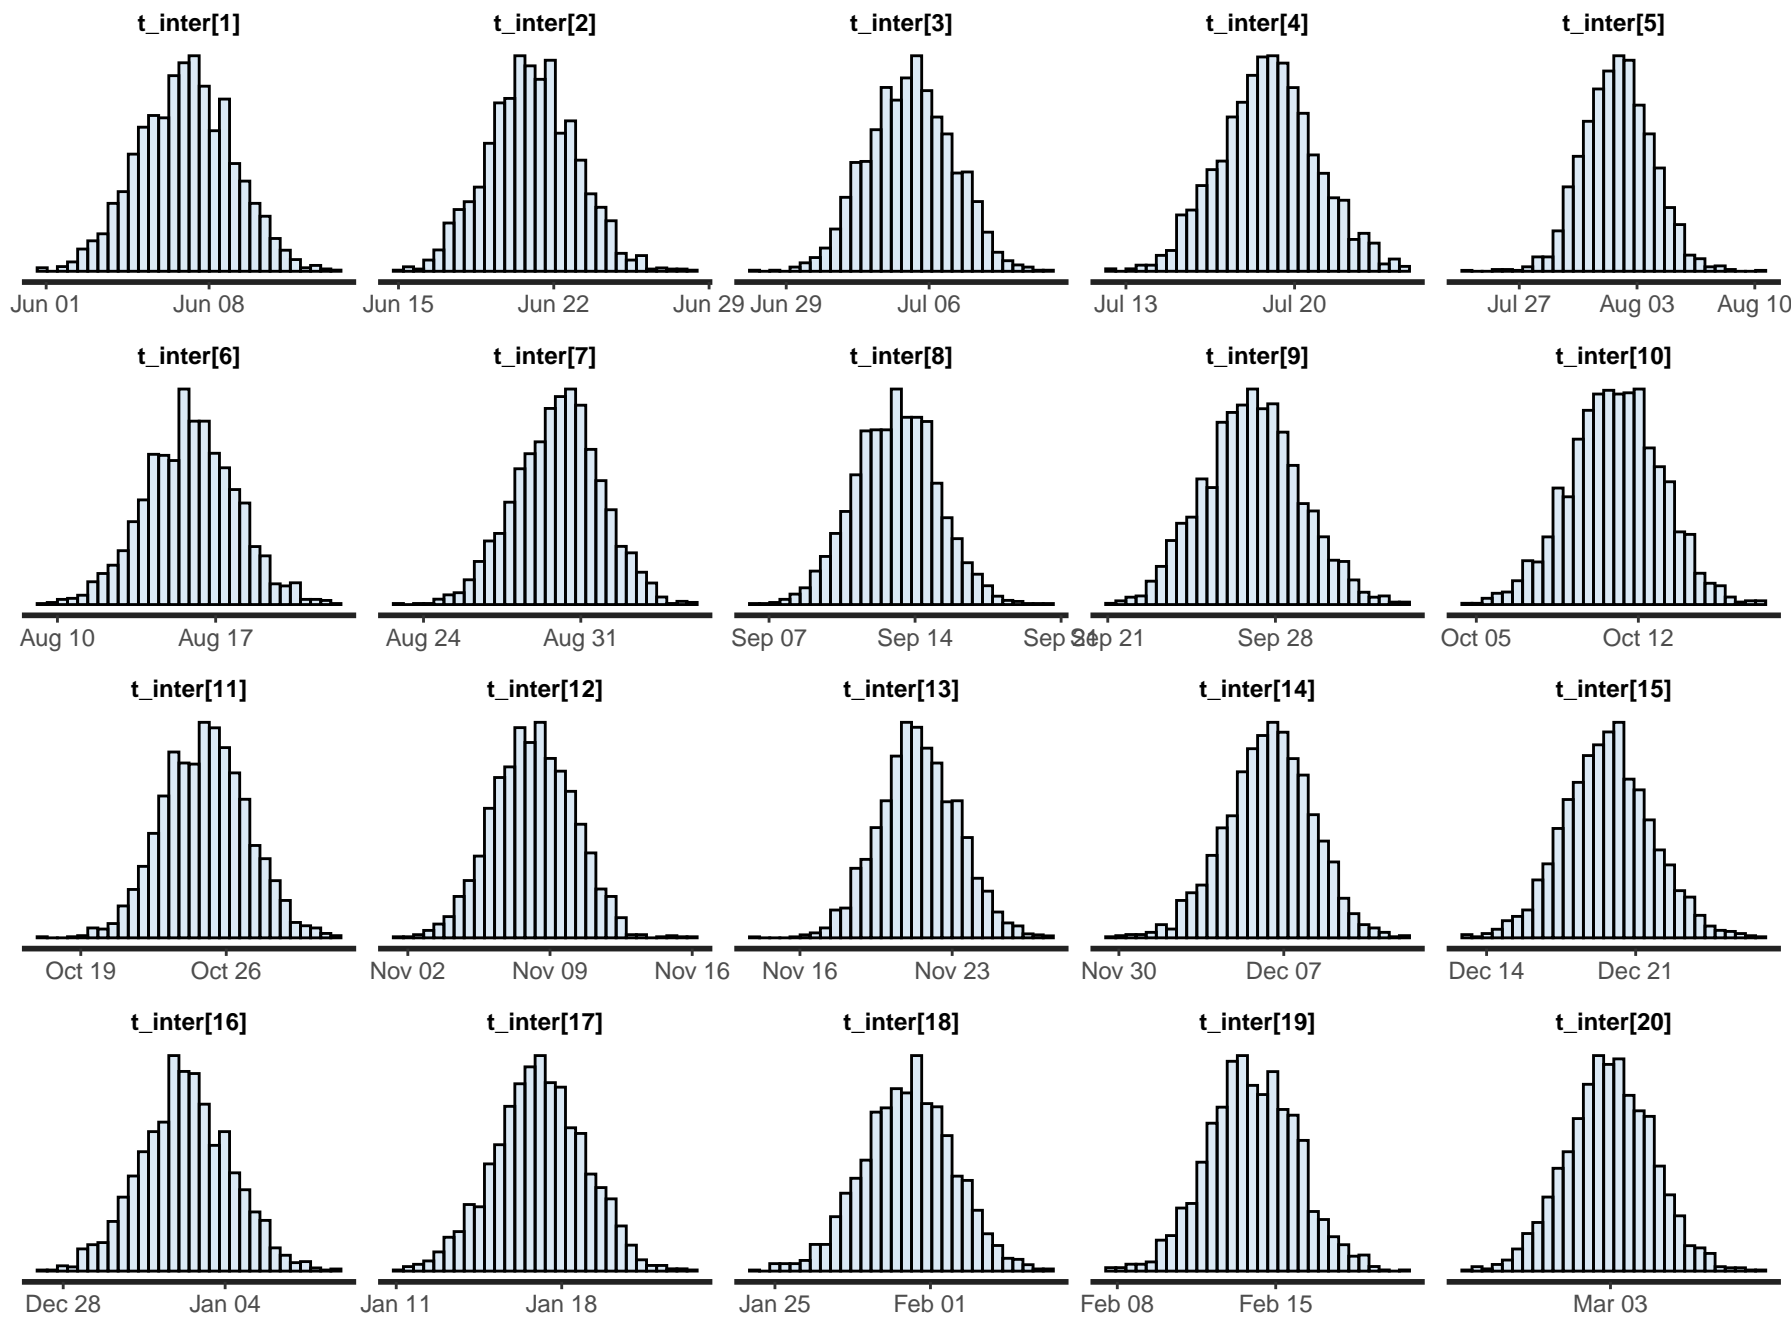 t_inter[1] t_inter[2] t_inter[3] t_inter[4] t_inter[5]
Jun 01 Jun 08 Jun 15 Jun 22 Jun 29 Jun 29 Jul 06 Jul 13 Jul 20 Jul 27 Aug 03 Aug 10
t_inter[6] t_inter[7] t_inter[8] t_inter[9] t_inter[10]
Aug 10 Aug 17 Aug 24 Aug 31 Sep 07 Sep 14 Sep 21 Sep 21 Sep 28 Oct 05 Oct 12
t_inter[11] t_inter[12] t_inter[13] t_inter[14] t_inter[15]
Oct 19 Oct 26 Nov 02 Nov 09 Nov 16 Nov 16 Nov 23 Nov 30 Dec 07 Dec 14 Dec 21
t_inter[16] t_inter[17] t_inter[18] t_inter[19] t_inter[20]
Dec 28 Jan 04 Jan 11 Jan 18 Jan 25 Feb 01 Feb 08 Feb 15 Mar 03